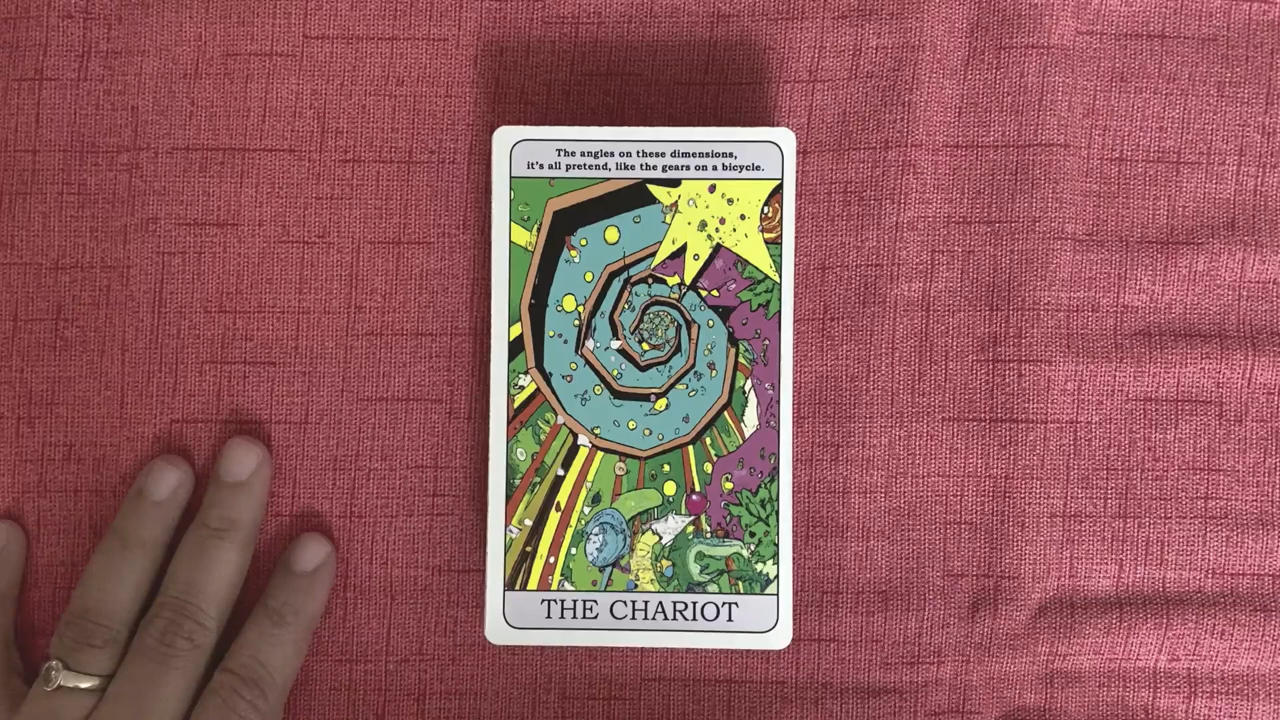 The angles on these dimensions,
it's all pretend, like the gears on a bicycle.
THE CHARIOT